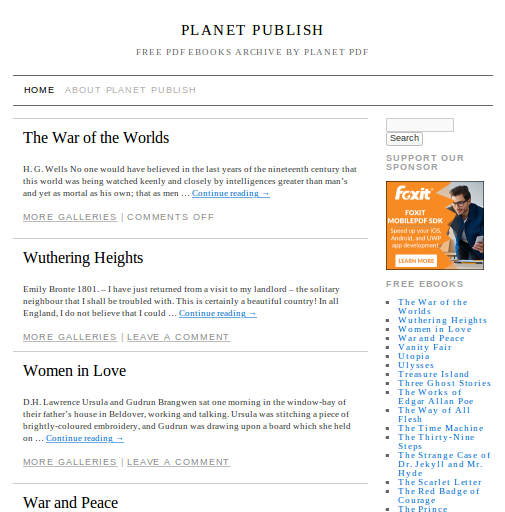 PLANET PUBLISH
FREE PDF EBOOKS ARCHIVE BY PLANET PDF
HOME ABOUT PLANET PUBLISH
The War of the Worlds
H. G. Wells No one would have believed in the last years of the nineteenth century that
this world was being watched keenly and closely by intelligences greater than man's
and yet as mortal as his own; that as men … Continue reading →
MORE GALLERIES | COMMENTS OFF
Wuthering Heights
Emily Bronte 1801. – I have just returned from a visit to my landlord – the solitary
neighbour that I shall be troubled with. This is certainly a beautiful country! In all
England, I do not believe that I could … Continue reading →
MORE GALLERIES | LEAVE A COMMENT
Women in Love
D.H. Lawrence Ursula and Gudrun Brangwen sat one morning in the window-bay of
their father's house in Beldover, working and talking. Ursula was stitching a piece of
brightly-coloured embroidery, and Gudrun was drawing upon a board which she held
on … Continue reading →
MORE GALLERIES | LEAVE A COMMENT
War and Peace
Search
SUPPORT OUR
SPONSOR
foxit
FOXIT
MOBILEPDF SDK
Speed up your iOS,
Android, and UWP
app development
LEARN MORE
FREE EBOOKS
The War of the
Worlds
Wuthering Heights
Women in Love
War and Peace
Vanity Fair
Utopia
Ulysses
Treasure Island
Three Ghost Stories
The Works of
Edgar Allan Poe
The Way of All
Flesh
The Time Machine
The Thirty-Nine
Steps
The Strange Case of
Dr. Jekyll and Mr.
Hyde
The Scarlet Letter
The Red Badge of
Courage
The Prince